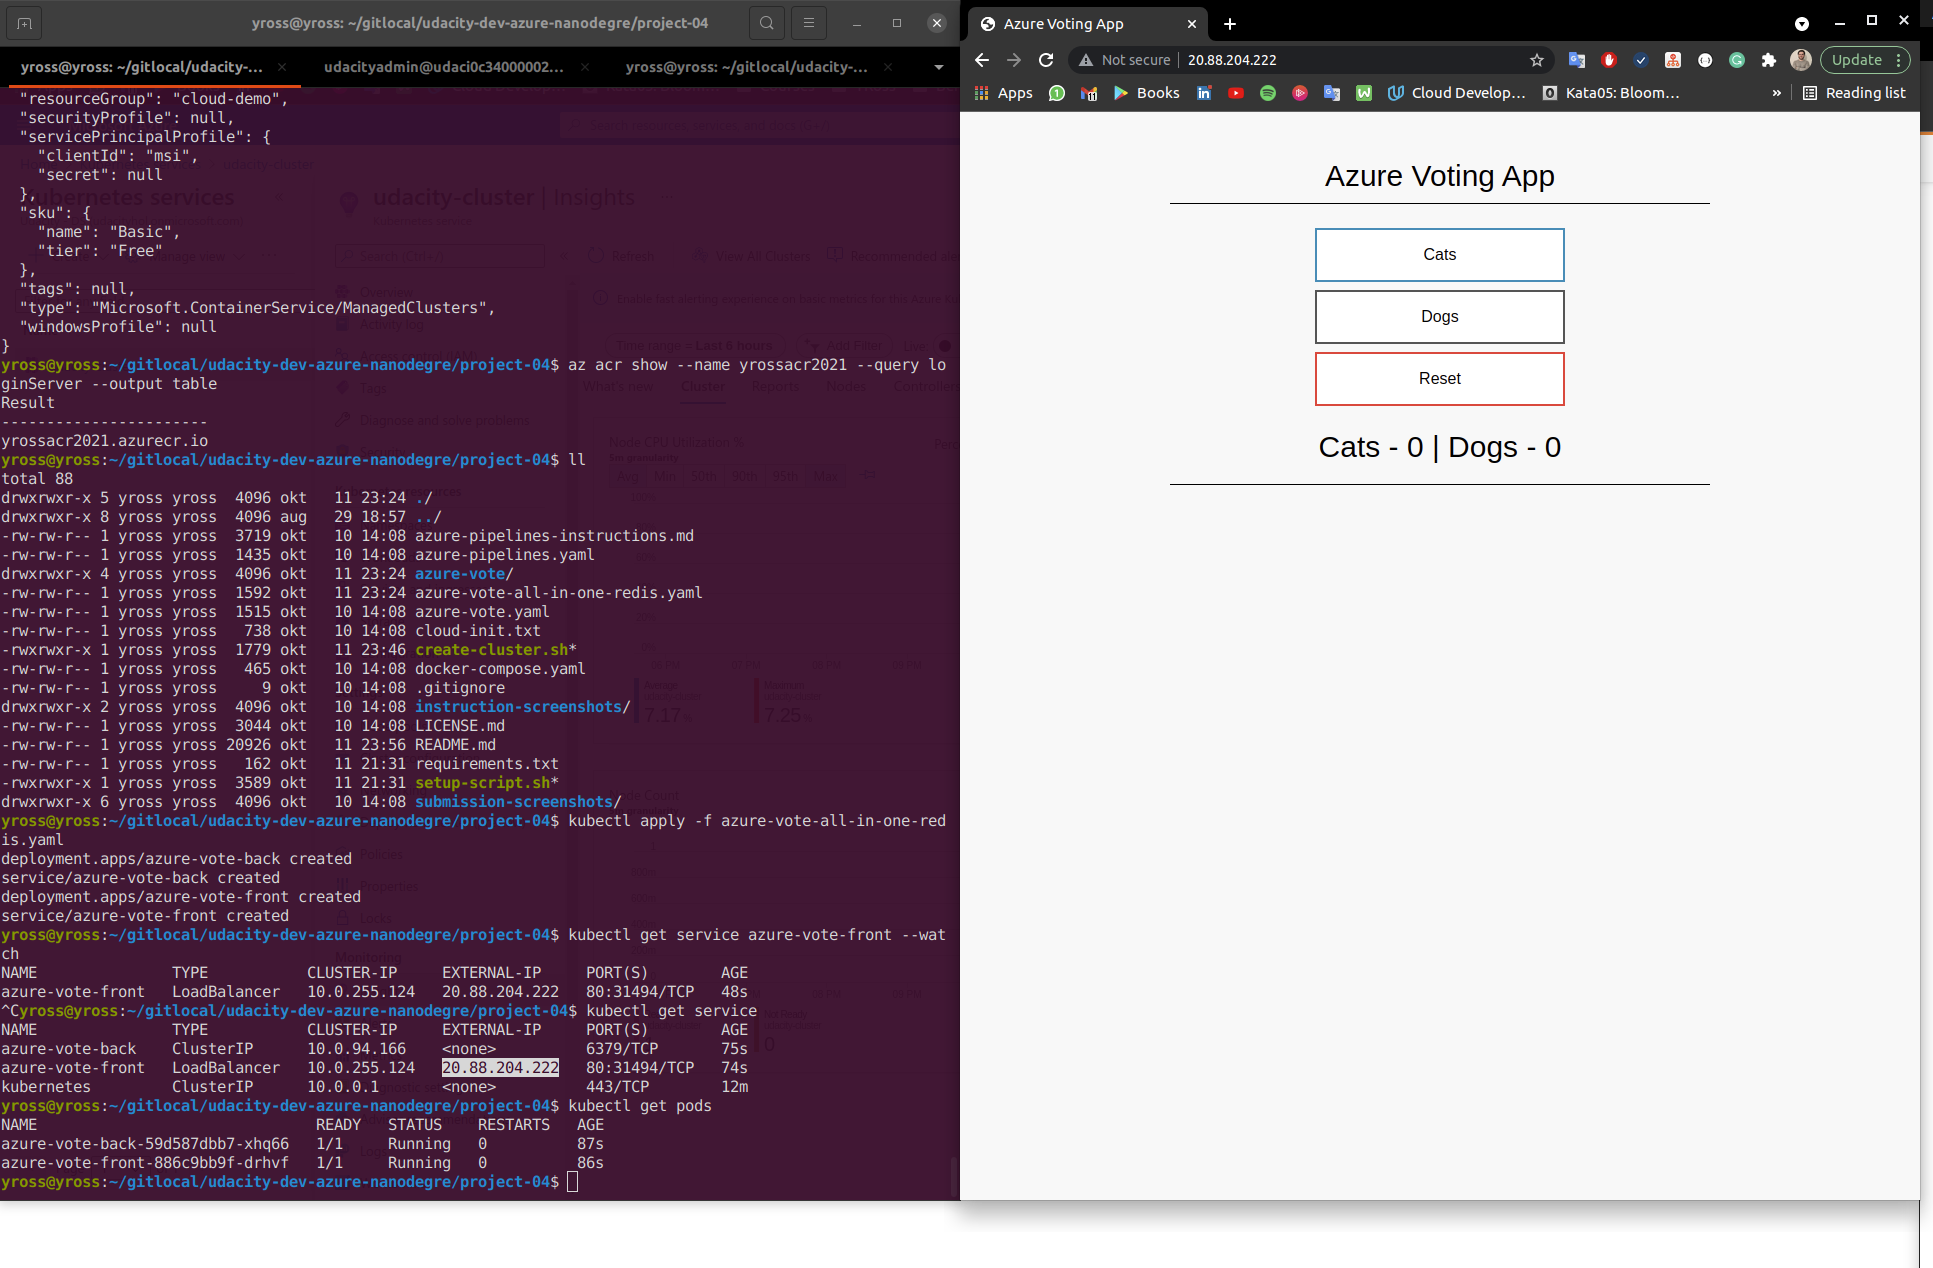 yross@yross: ~/gitlocal/udacity-dev-azure-nanodegre/project-04
yross@yross: ~/gitlocal/udacity-...
udacityadmin@udaci0c34000002...
yross@yross: ~/gitlocal/udacity-...
"resourceGroup": "cloud-demo",
"securityProfile": null,
"servicePrincipalProfile": {
"clientId": "msi",
"secret": null
},
"sku": {
"name": "Basic",
"tier": "Free"
},
"tags": null,
"type": "Microsoft.ContainerService/ManagedClusters",
"windowsProfile": null
}
yross@yross:~/gitlocal/udacity-dev-azure-nanodegre/project-04$ az acr show --name yrossacr2021 --query lo
ginServer --output table
Result
-----------------------
yrossacr2021.azurecr.io
yross@yross:~/gitlocal/udacity-dev-azure-nanodegre/project-04$ ll
total 88
drwxrwxr-x 5 yross yross  4096 okt   11 23:24 ./
drwxrwxr-x 8 yross yross  4096 aug   29 18:57 ../
-rw-rw-r-- 1 yross yross  3719 okt   10 14:08 azure-pipelines-instructions.md
-rw-rw-r-- 1 yross yross  1435 okt   10 14:08 azure-pipelines.yaml
drwxrwxr-x 4 yross yross  4096 okt   11 23:24 azure-vote/
-rw-rw-r-- 1 yross yross  1592 okt   11 23:24 azure-vote-all-in-one-redis.yaml
-rw-rw-r-- 1 yross yross  1515 okt   10 14:08 azure-vote.yaml
-rw-rw-r-- 1 yross yross   738 okt   10 14:08 cloud-init.txt
-rwxrwxr-x 1 yross yross  1779 okt   11 23:46 create-cluster.sh*
-rw-rw-r-- 1 yross yross   465 okt   10 14:08 docker-compose.yaml
-rw-rw-r-- 1 yross yross     9 okt   10 14:08 .gitignore
drwxrwxr-x 2 yross yross  4096 okt   10 14:08 instruction-screenshots/
-rw-rw-r-- 1 yross yross  3044 okt   10 14:08 LICENSE.md
-rw-rw-r-- 1 yross yross 20926 okt   11 23:56 README.md
-rw-rw-r-- 1 yross yross   162 okt   11 21:31 requirements.txt
-rwxrwxr-x 1 yross yross  3589 okt   11 21:31 setup-script.sh*
drwxrwxr-x 6 yross yross  4096 okt   10 14:08 submission-screenshots/
yross@yross:~/gitlocal/udacity-dev-azure-nanodegre/project-04$ kubectl apply -f azure-vote-all-in-one-red
is.yaml
deployment.apps/azure-vote-back created
service/azure-vote-back created
deployment.apps/azure-vote-front created
service/azure-vote-front created
yross@yross:~/gitlocal/udacity-dev-azure-nanodegre/project-04$ kubectl get service azure-vote-front --wat
ch
NAME               TYPE           CLUSTER-IP     EXTERNAL-IP     PORT(S)        AGE
azure-vote-front   LoadBalancer   10.0.255.124   20.88.204.222   80:31494/TCP   48s
^Cyross@yross:~/gitlocal/udacity-dev-azure-nanodegre/project-04$ kubectl get service
NAME               TYPE           CLUSTER-IP     EXTERNAL-IP     PORT(S)        AGE
azure-vote-back    ClusterIP      10.0.94.166    <none>          6379/TCP       75s
azure-vote-front   LoadBalancer   10.0.255.124   20.88.204.222   80:31494/TCP   74s
kubernetes         ClusterIP      10.0.0.1       <none>          443/TCP        12m
yross@yross:~/gitlocal/udacity-dev-azure-nanodegre/project-04$ kubectl get pods
NAME                               READY   STATUS    RESTARTS   AGE
azure-vote-back-59d587dbb7-xhq66   1/1     Running   0          87s
azure-vote-front-886c9bb9f-drhvf   1/1     Running   0          86s
yross@yross:~/gitlocal/udacity-dev-azure-nanodegre/project-04$
Kubernetes services
udacity-cluster | Insights
Azure Voting App
Not secure | 20.88.204.222
Update
Apps
Books
Cloud Develop...
Kata05: Bloom...
»
Reading list
Azure Voting App
Cats
Dogs
Reset
Cats - 0 | Dogs - 0